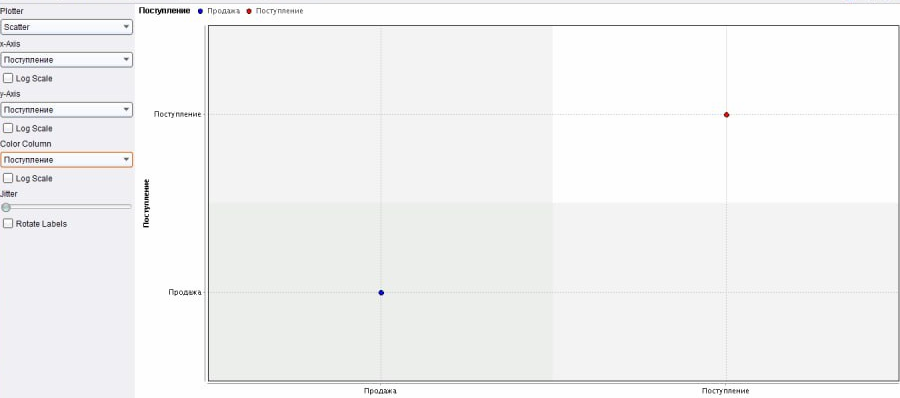 Plotter
Scatter
x-Axis
Поступление
Log Scale
y-Axis
Поступление
Log Scale
Color Column
Поступление
Log Scale
Jitter
Rotate Labels
Поступление Продажа Поступление
Поступление
Поступление
Продажа
Продажа Поступление